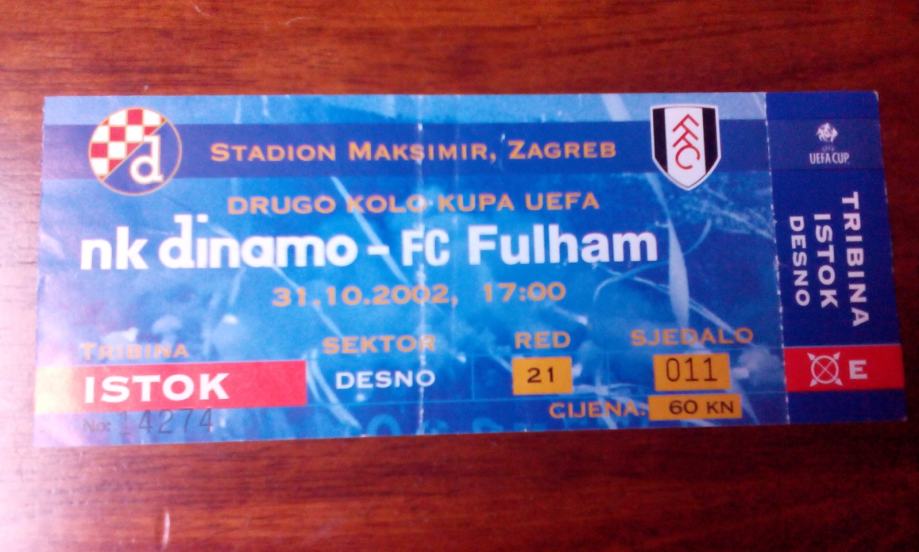 STADION MAKSIMIR, ZAGREB
DRUGO KOLO KUPA UEFA
nk dinamo - FC Fulham
31.10.2002, 17:00
TRIBINA SEKTOR RED SJEDALO
ISTOK DESNO 21 011
No: 14274 CIJENA: 60 KN
d
FFC
UEFA CUP
TRIBINA
ISTOK
DESNO
E